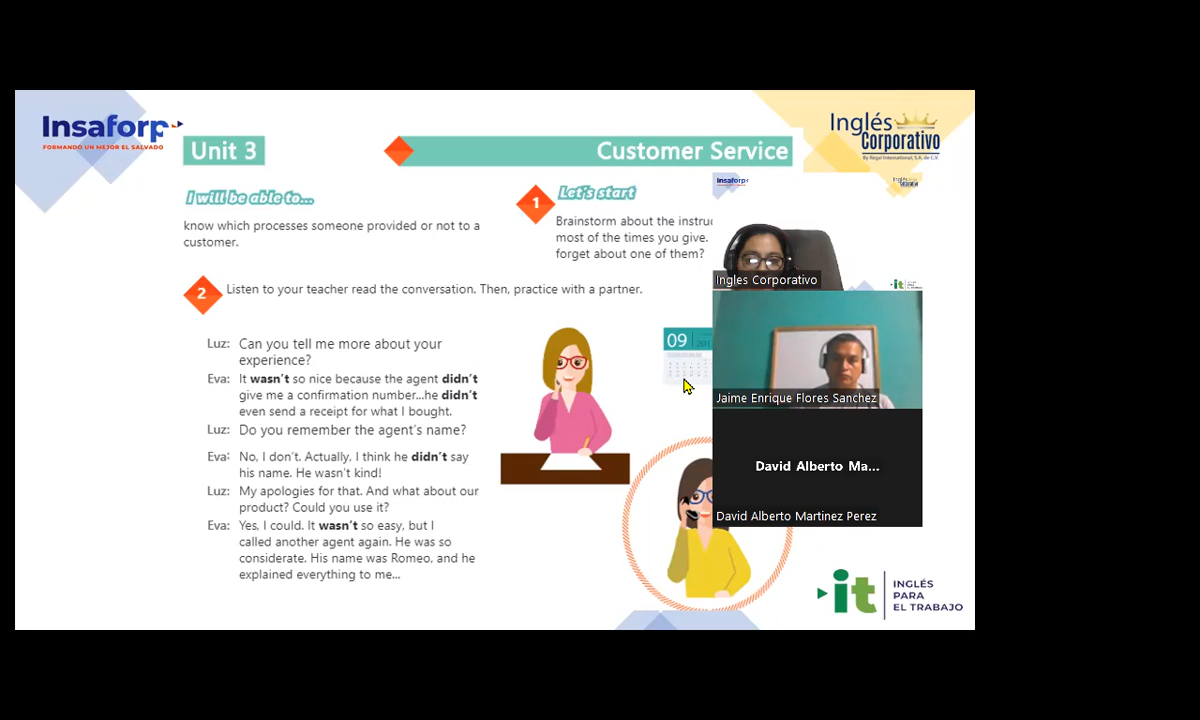 Insaforp
FORMANDO UN MEJOR EL SALVADOR
Unit 3
Customer Service
Inglés
Corporativo
By Regal International, S.A. de C.V.
I will be able to...
know which processes someone provided or not to a
customer.
1
Let's start
Brainstorm about the instruc
most of the times you give.
forget about one of them?
2
Listen to your teacher read the conversation. Then, practice with a partner.
Luz: Can you tell me more about your
experience?
Eva: It wasn't so nice because the agent didn't
give me a confirmation number...he didn't
even send a receipt for what I bought.
Luz: Do you remember the agent's name?
Eva: No, I don't. Actually, I think he didn't say
his name. He wasn't kind!
Luz: My apologies for that. And what about our
product? Could you use it?
Eva: Yes, I could. It wasn't so easy, but I
called another agent again. He was so
considerate. His name was Romeo, and he
explained everything to me...
09
Insaforp
Ingles Corporativo
it
Jaime Enrique Flores Sanchez
David Alberto Ma...
David Alberto Martinez Perez
it
INGLÉS
PARA
EL TRABAJO